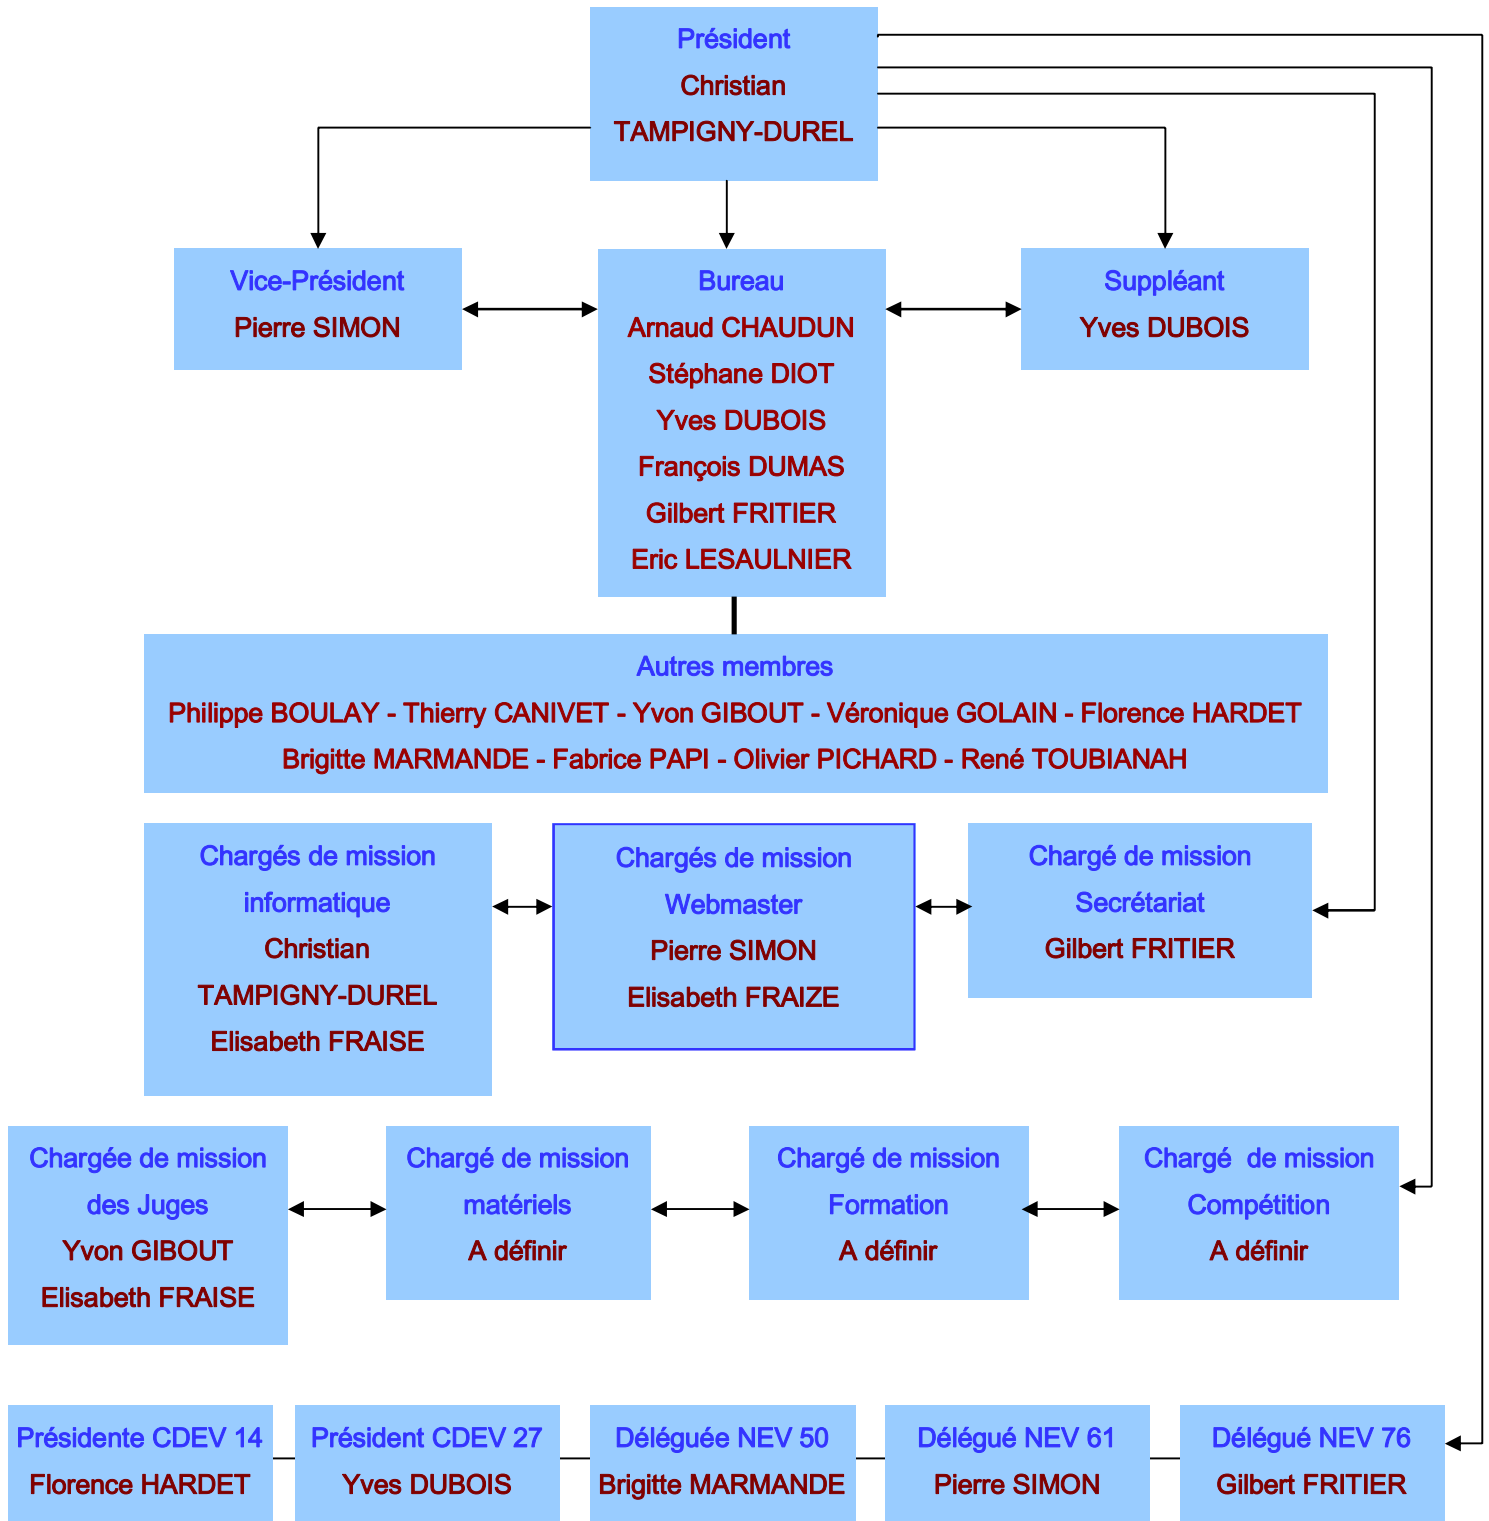 Président
Christian
TAMPIGNY-DUREL
Vice-Président
Pierre SIMON
Bureau
Arnaud CHAUDUN
Stéphane DIOT
Yves DUBOIS
François DUMAS
Gilbert FRITIER
Eric LESAULNIER
Suppléant
Yves DUBOIS
Autres membres
Philippe BOULAY - Thierry CANIVET - Yvon GIBOUT - Véronique GOLAIN - Florence HARDET
Brigitte MARMANDE - Fabrice PAPI - Olivier PICHARD - René TOUBIANAH
Chargés de mission
informatique
Christian
TAMPIGNY-DUREL
Elisabeth FRAISE
Chargés de mission
Webmaster
Pierre SIMON
Elisabeth FRAIZE
Chargé de mission
Secrétariat
Gilbert FRITIER
Chargée de mission
des Juges
Yvon GIBOUT
Elisabeth FRAISE
Chargé de mission
matériels
A définir
Chargé de mission
Formation
A définir
Chargé  de mission
Compétition
A définir
Présidente CDEV 14
Florence HARDET
Président CDEV 27
Yves DUBOIS
Déléguée NEV 50
Brigitte MARMANDE
Délégué NEV 61
Pierre SIMON
Délégué NEV 76
Gilbert FRITIER